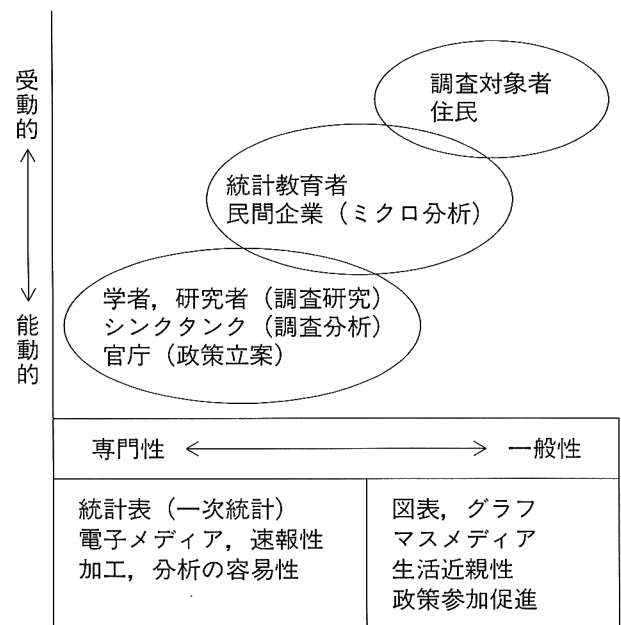 受動的
能動的
調査対象者
住民
統計教育者
民間企業（ミクロ分析）
学者，研究者（調査研究）
シンクタンク（調査分析）
官庁（政策立案）
専門性
一般性
統計表（一次統計）
電子メディア，速報性
加工，分析の容易性
図表，グラフ
マスメディア
生活近親性
政策参加促進